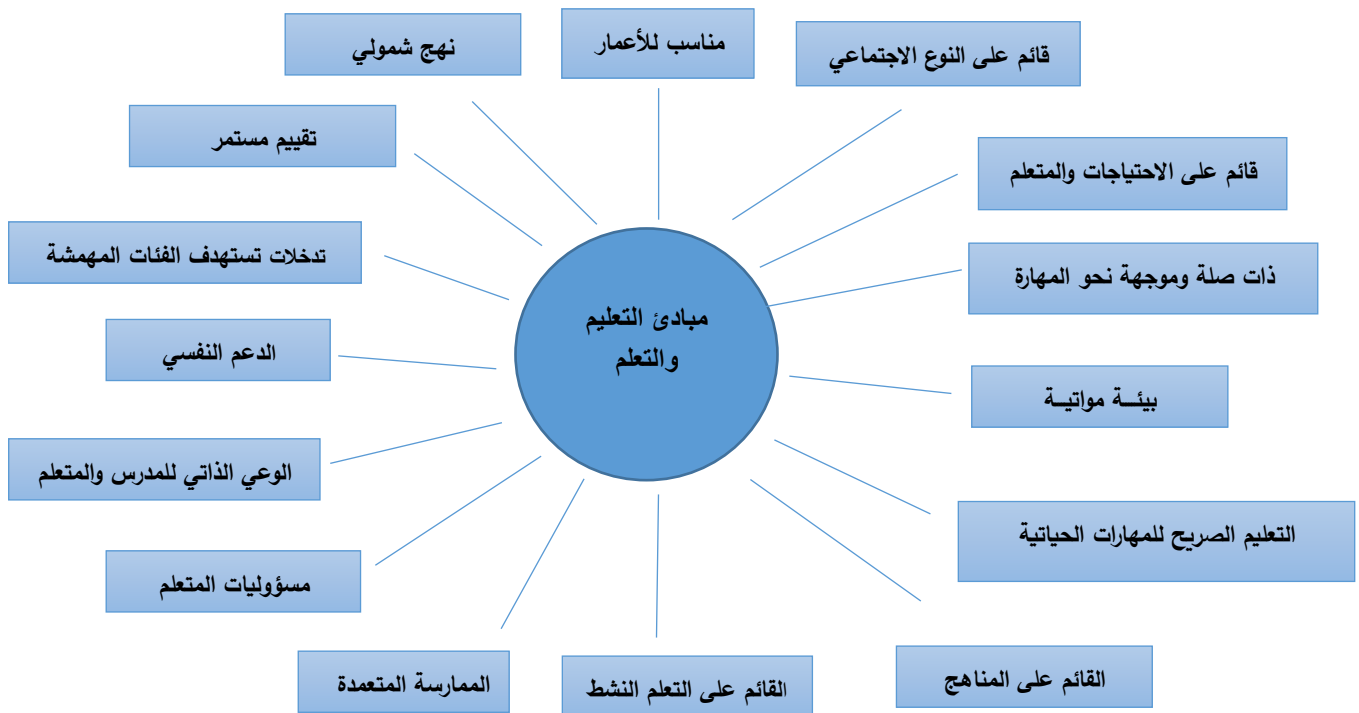 مناسب للأعمار
قائم على النوع الاجتماعي
نهج شمولي
تقييم مستمر
قائم على الاحتياجات والمتعلم
تدخلات تستهدف الفئات المهمشة
ذات صلة وموجهة نحو المهارة
مبادئ التعليم
والتعلم
الدعم النفسي
بيئــة مواتيــة
الوعي الذاتي للمدرس والمتعلم
التعليم الصريح للمهارات الحياتية
مسؤوليات المتعلم
الممارسة المتعمدة
القائم على التعلم النشط
القائم على المناهج